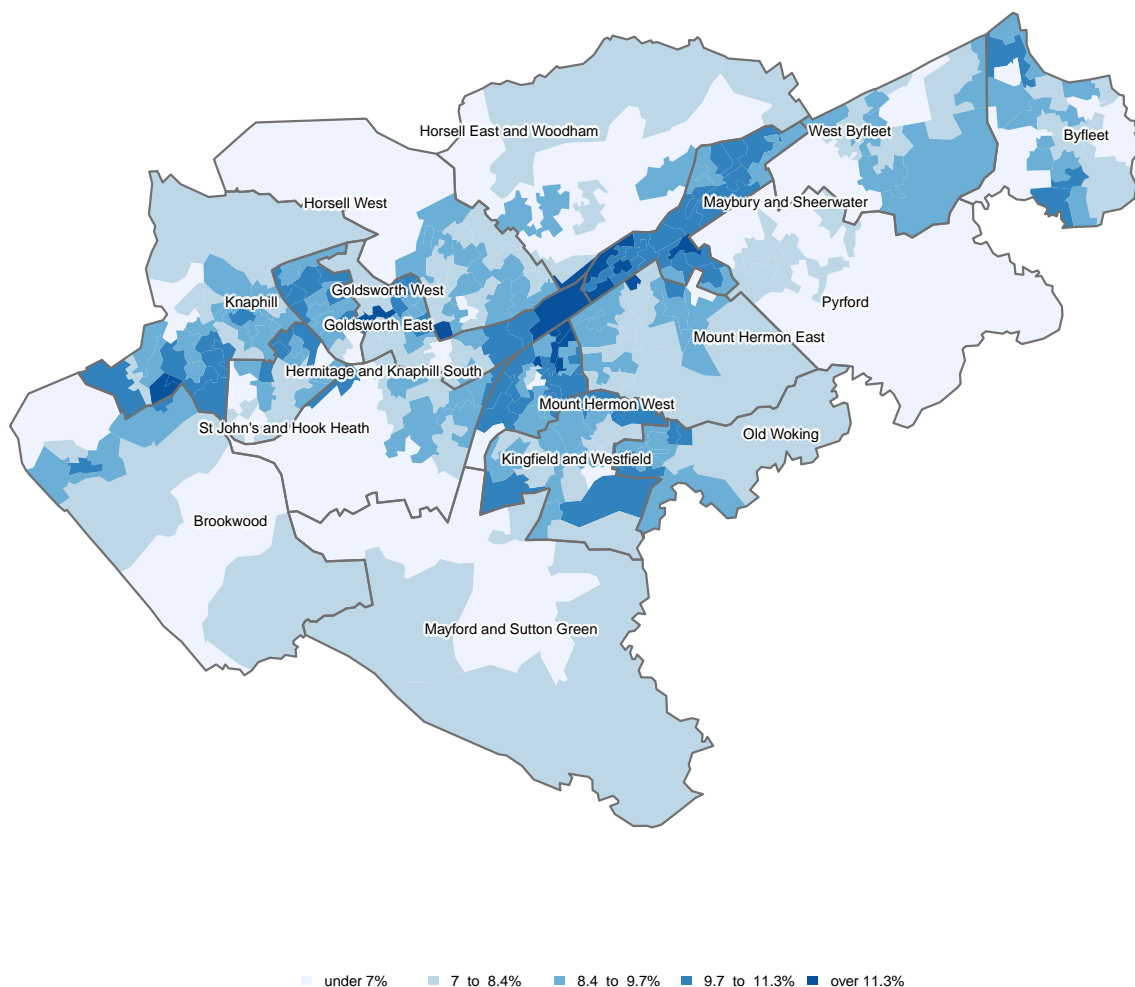 Horsell East and Woodham
West Byfleet
Byfleet
Horsell West
Maybury and Sheerwater
Goldsworth West
Knaphill
Pyrford
Goldsworth East
Mount Hermon East
Hermitage and Knaphill South
Mount Hermon West
St John's and Hook Heath
Old Woking
Kingfield and Westfield
Brookwood
Mayford and Sutton Green
under 7% 7 to 8.4% 8.4 to 9.7% 9.7 to 11.3% over 11.3%